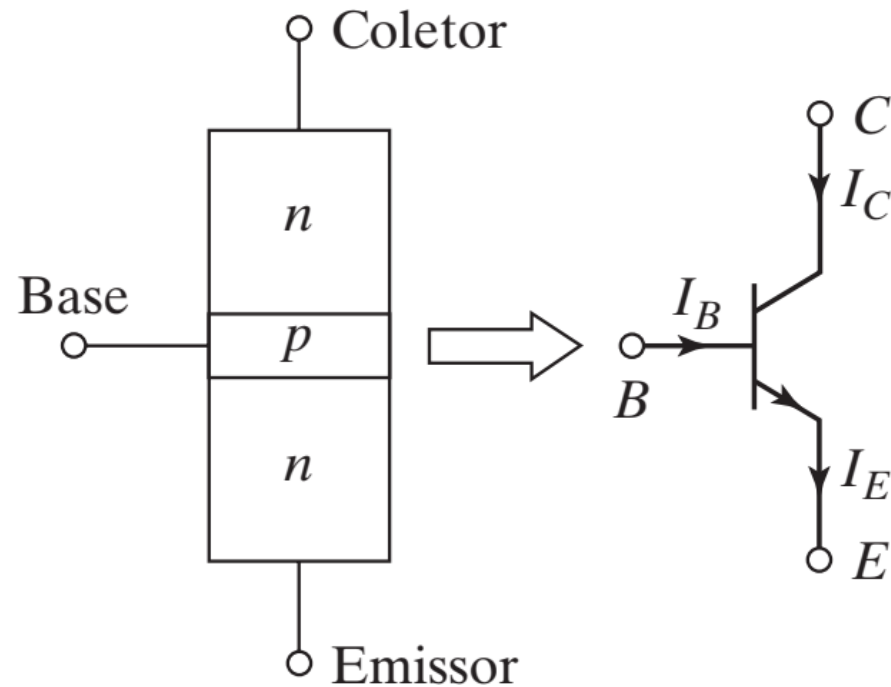 Coletor
n
Base
p
n
Emissor
C
I_C
I_B
B
I_E
E